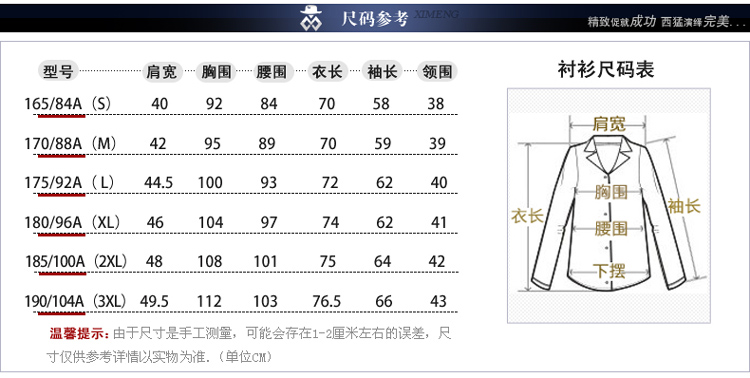 尺码参考 XIMENG
精致促就成功 西猛演绎完美...
型号 肩宽 胸围 腰围 衣长 袖长 领围
165/84A（S） 40 92 84 70 58 38
170/88A（M） 42 95 89 70 59 39
175/92A（ L） 44.5 100 93 72 62 40
180/96A（XL） 46 104 97 74 62 41
185/100A（2XL） 48 108 101 75 64 42
190/104A（3XL） 49.5 112 103 76.5 66 43
温馨提示：由于尺寸是手工测量，可能会存在1-2厘米左右的误差，尺
寸仅供参考详情以实物为准.（单位CM）
衬衫尺码表
肩宽
胸围
衣长
袖长
腰围
下摆